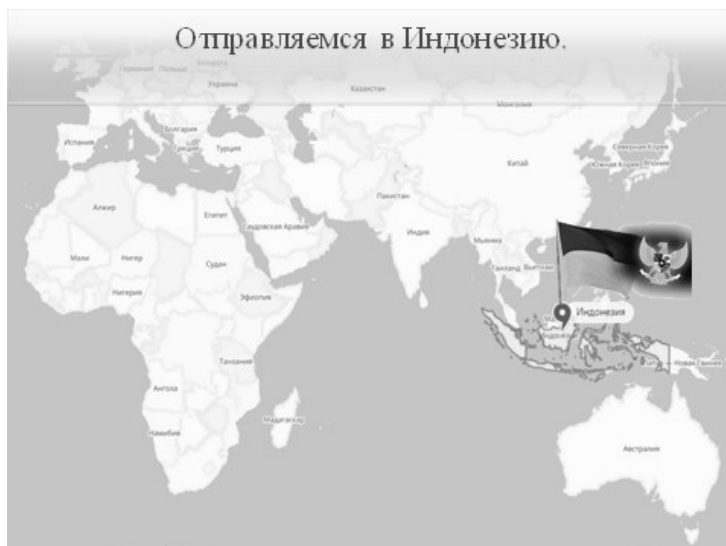 Отправляемся в Индонезию.
Германия
Польша
Беларусь
Украина
Казахстан
Монголия
Испания
Болгария
Греция
Турция
Северная Корея
Южная Корея
Япония
Китай
Алжир
Египет
Саудовская Аравия
Пакистан
Индия
Мьянма
Таиланд
Вьетнам
Мали
Нигер
Судан
Нигерия
Эфиопия
Индонезия
Танзания
Новая Гвинея
Ангола
Намибия
Мадагаскар
Австралия